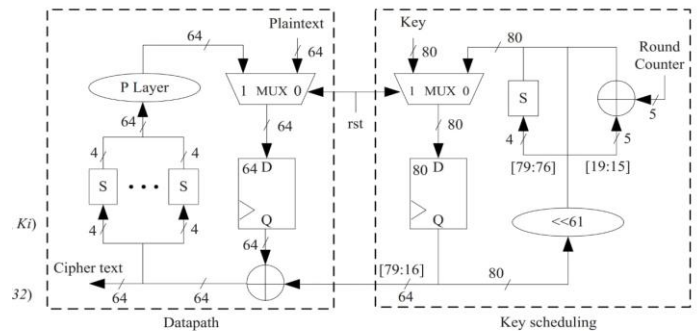 64
Plaintext
64
P Layer
1 MUX 0
64
64
4
4
S
• • •
S
4
4
64 D
Q
64
Ki)
Cipher text
64
64
32)
Datapath
rst
Key
80
80
1 MUX 0
80
80 D
Q
S
Round
Counter
4
5
5
[79:76]
[19:15]
<<61
[79:16]
64
80
Key scheduling